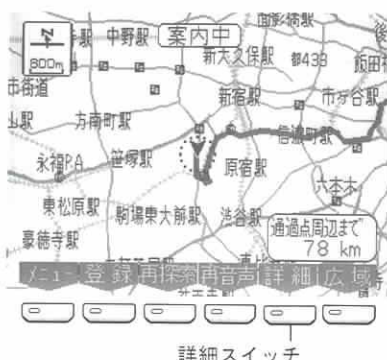 面影橋駅
中野駅
案内中
800m
新大久保駅
都433
飯田橋
市街道
新宿駅
市ヶ谷駅
方南町駅
信濃町駅
笹塚駅
永福P.A
原宿駅
六本木
東松原駅
駒場東大前駅
渋谷駅
豪徳寺駅
通過点周辺まで
78 km
メニュー 登録 再探索 再音声 詳細 広域
詳細スイッチ